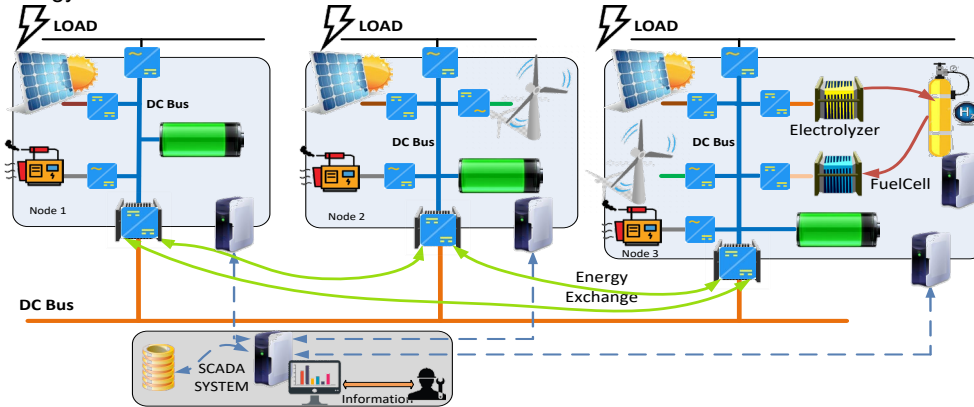 LOAD
LOAD
LOAD
DC Bus
DC Bus
DC Bus
Electrolyzer
H2
FuelCell
Node 1
Node 2
Node 3
Energy
Exchange
DC Bus
SCADA
SYSTEM
Information